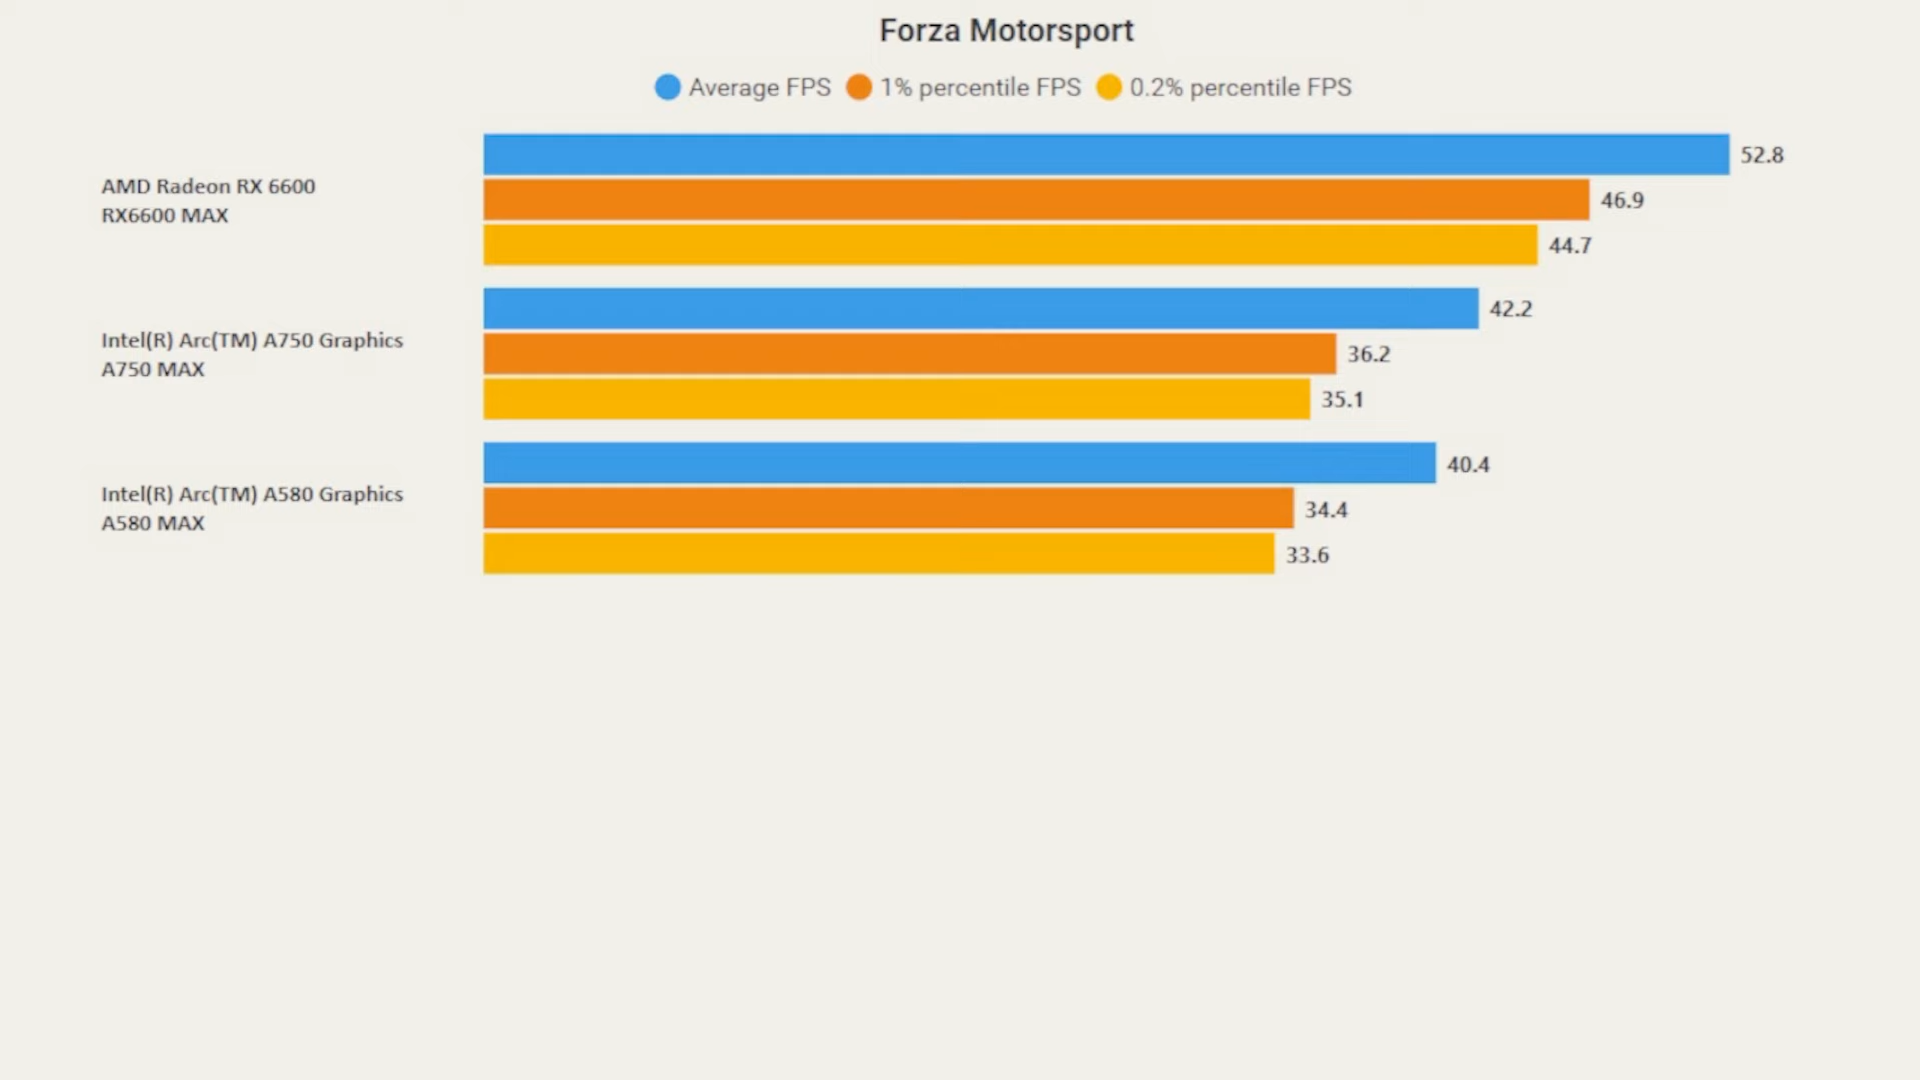 Forza Motorsport
Average FPS 1% percentile FPS 0.2% percentile FPS
AMD Radeon RX 6600
RX6600 MAX
52.8
46.9
44.7
Intel(R) Arc(TM) A750 Graphics
A750 MAX
42.2
36.2
35.1
Intel(R) Arc(TM) A580 Graphics
A580 MAX
40.4
34.4
33.6